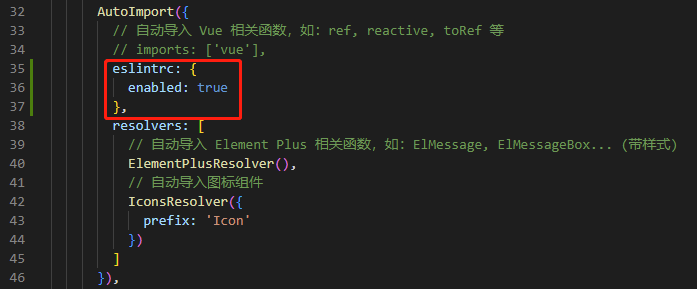 32 AutoImport({
33 // 自动导入 Vue 相关函数，如：ref, reactive, toRef 等
34 // imports: ['vue'],
35 eslintrc: {
36 enabled: true
37 },
38 resolvers: [
39 // 自动导入 Element Plus 相关函数，如：ElMessage, ElMessageBox... (带样式)
40 ElementPlusResolver(),
41 // 自动导入图标组件
42 IconsResolver({
43 prefix: 'Icon'
44 })
45 ]
46 }),